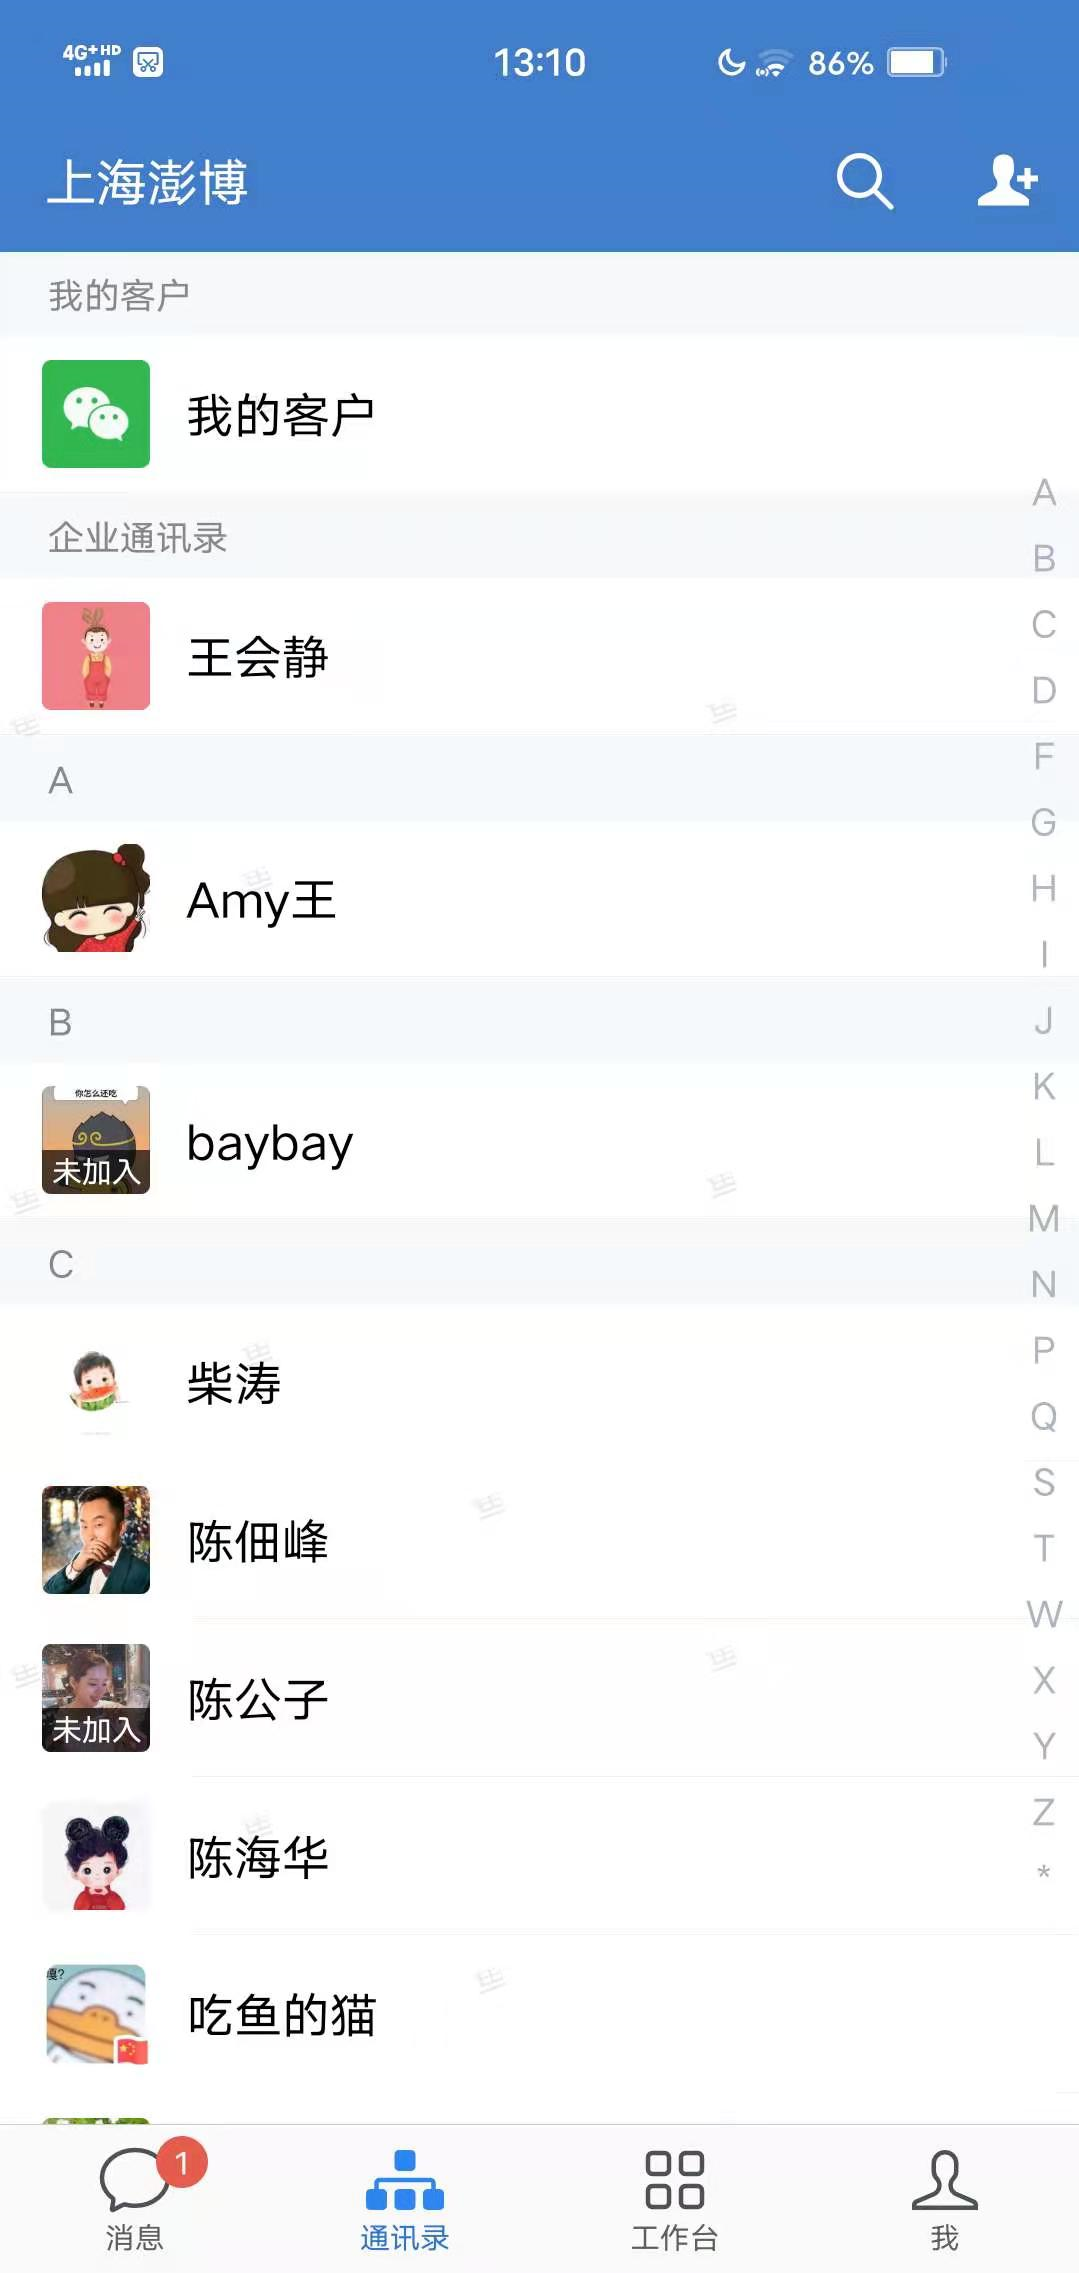 4G+ HD
13:10
86%
上海澎博
我的客户
我的客户
企业通讯录
王会静
A
Amy王
B
你怎么还吃
未加入
baybay
C
柴涛
陈佃峰
未加入
陈公子
陈海华
嘎?
吃鱼的猫
A
B
C
D
F
G
H
I
J
K
L
M
N
P
Q
S
T
W
X
Y
Z
*
1
消息
通讯录
工作台
我